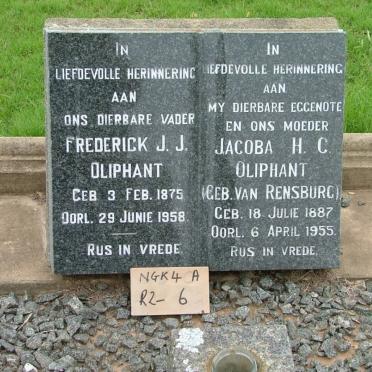 IN
LIEFDEVOLLE HERINNERING
AAN
ONS DIERBARE VADER
FREDERICK J. J.
OLIPHANT
GEB 3 FEB. 1875
OORL. 29 JUNIE 1958.
RUS IN VREDE
IN
LIEFDEVOLLE HERINNERING
AAN
MY DIERBARE EGGENOTE
EN ONS MOEDER
JACOBA H. C.
OLIPHANT
(GEB. VAN RENSBURG)
GEB. 18 JULIE 1887
OORL. 6 APRIL 1955.
RUS IN VREDE.
NGK4 A
R2- 6